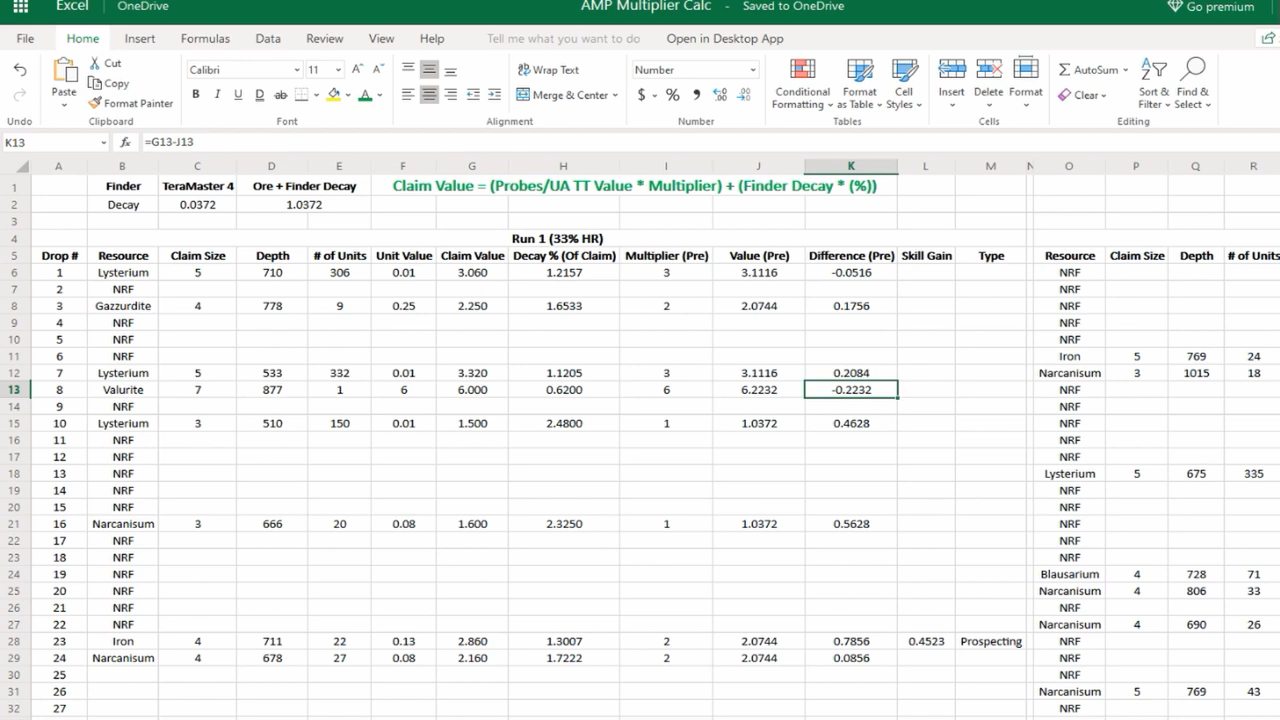 Excel OneDrive AMP Multiplier Calc - Saved to OneDrive Go premium
File Home Insert Formulas Data Review View Help Tell me what you want to do Open in Desktop App
Cut Calibri 11 Wrap Text Number AutoSum
Paste Copy Conditional Formatting Format as Table Cell Styles Insert Delete Format Sort & Filter Find & Select
Format Painter B I U D ab A Merge & Center $ % Clear
Undo Clipboard Font Alignment Number Tables Cells Editing
K13 fx =G13-J13
A B C D E F G H I J K L M N O P Q R
1 Finder TeraMaster 4 Ore + Finder Decay Claim Value = (Probes/UA TT Value * Multiplier) + (Finder Decay * (%))
2 Decay 0.0372 1.0372
3
4 Run 1 (33% HR)
5 Drop # Resource Claim Size Depth # of Units Unit Value Claim Value Decay % (Of Claim) Multiplier (Pre) Value (Pre) Difference (Pre) Skill Gain Type Resource Claim Size Depth # of Units
6 1 Lysterium 5 710 306 0.01 3.060 1.2157 3 3.1116 -0.0516 NRF
7 2 NRF NRF
8 3 Gazzurdite 4 778 9 0.25 2.250 1.6533 2 2.0744 0.1756 NRF
9 4 NRF NRF
10 5 NRF NRF
11 6 NRF Iron 5 769 24
12 7 Lysterium 5 533 332 0.01 3.320 1.1205 3 3.1116 0.2084 Narcanisum 3 1015 18
13 8 Valurite 7 877 1 6 6.000 0.6200 6 6.2232 -0.2232 NRF
14 9 NRF NRF
15 10 Lysterium 3 510 150 0.01 1.500 2.4800 1 1.0372 0.4628 NRF
16 11 NRF NRF
17 12 NRF NRF
18 13 NRF Lysterium 5 675 335
19 14 NRF NRF
20 15 NRF NRF
21 16 Narcanisum 3 666 20 0.08 1.600 2.3250 1 1.0372 0.5628 NRF
22 17 NRF NRF
23 18 NRF NRF
24 19 NRF Blausarium 4 728 71
25 20 NRF Narcanisum 4 806 33
26 21 NRF NRF
27 22 NRF Narcanisum 4 690 26
28 23 Iron 4 711 22 0.13 2.860 1.3007 2 2.0744 0.7856 0.4523 Prospecting NRF
29 24 Narcanisum 4 678 27 0.08 2.160 1.7222 2 2.0744 0.0856 NRF
30 25 NRF
31 26 Narcanisum 5 769 43
32 27 NRF